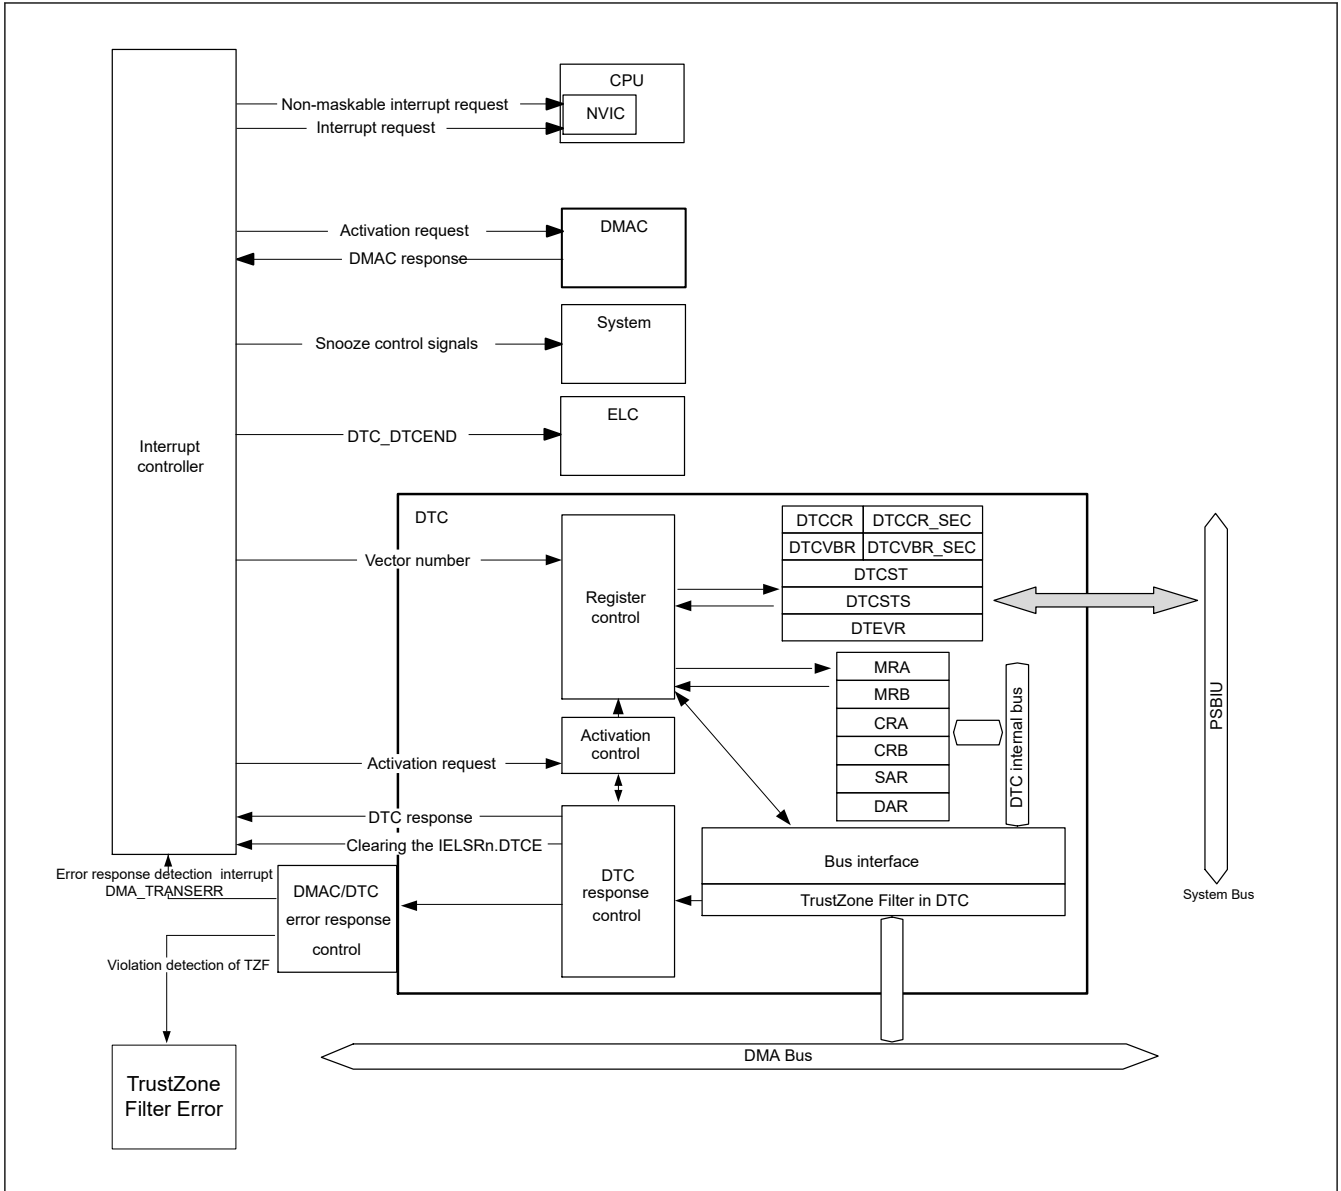 CPU
Non-maskable interrupt request
NVIC
Interrupt request
Activation request
DMAC
DMAC response
System
Snooze control signals
ELC
DTC_DTCEND
Interrupt
controller
DTC
DTCCR
DTCCR_SEC
DTCVBR
DTCVBR_SEC
Vector number
DTCST
Register
control
DTCSTS
DTEVR
MRA
MRB
CRA
CRB
SAR
DAR
DTC internal bus
PSBIU
System Bus
Activation
control
Activation request
DTC response
Clearing the IELSRn.DTCE
Bus interface
TrustZone Filter in DTC
DTC
response
control
Error response detection interrupt
DMA_TRANSERR
DMAC/DTC
error response
control
Violation detection of TZF
DMA Bus
TrustZone
Filter Error